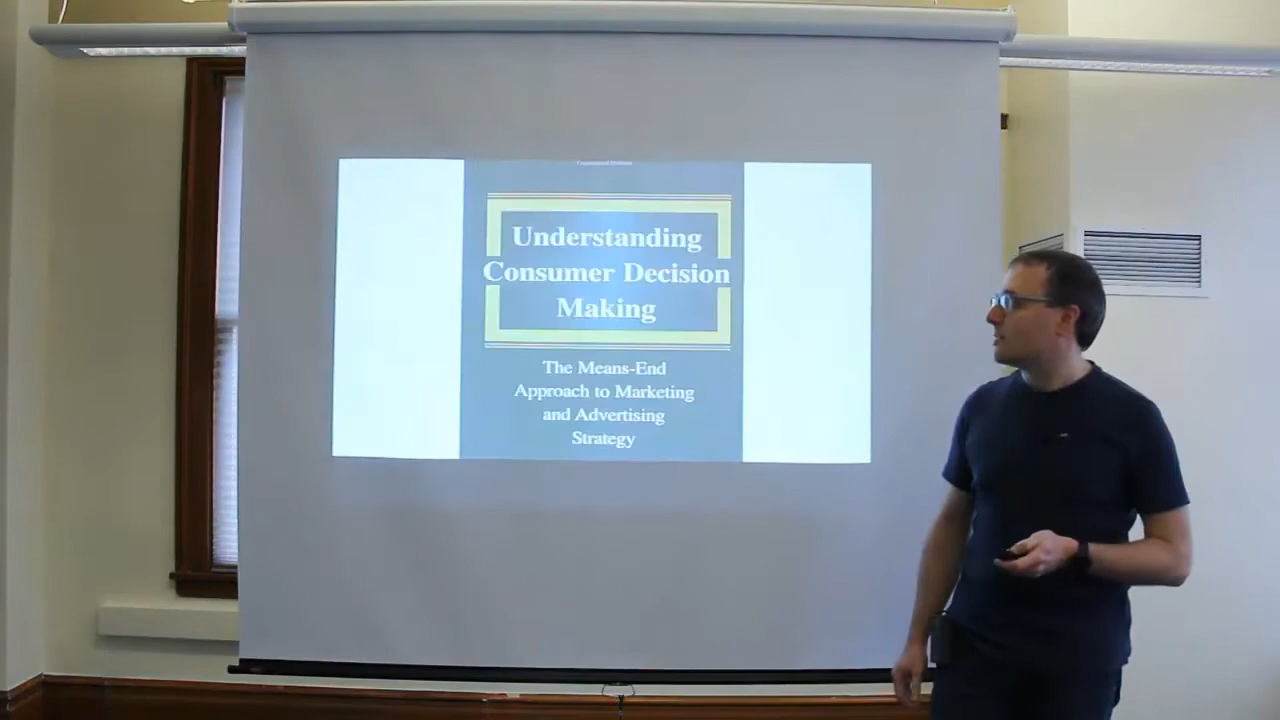 Understanding
Consumer Decision
Making
The Means-End
Approach to Marketing
and Advertising
Strategy